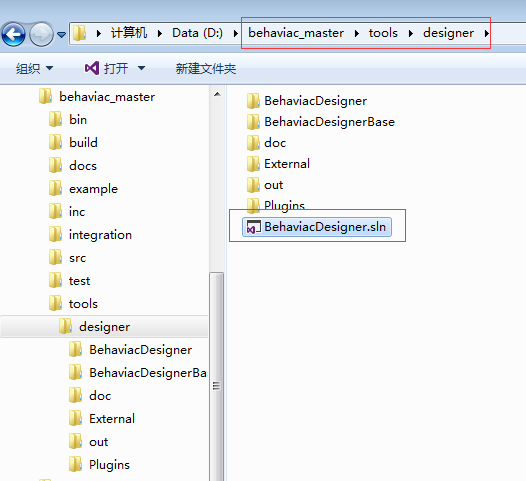 计算机 Data (D:) behaviac_master tools designer
组织 打开 新建文件夹
behaviac_master
bin
build
docs
example
inc
integration
src
test
tools
designer
BehaviacDesigner
BehaviacDesignerBa
doc
External
out
Plugins
BehaviacDesigner
BehaviacDesignerBase
doc
External
out
Plugins
BehaviacDesigner.sln